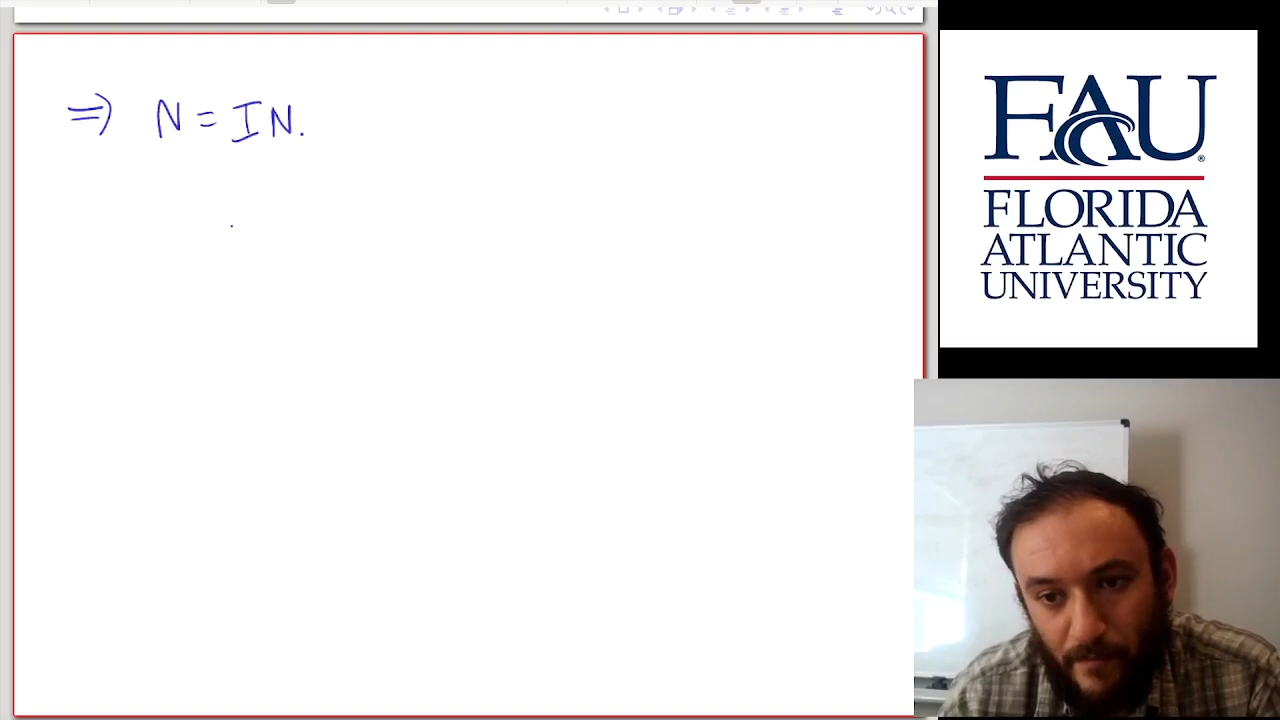 ⇒ N = IN.
FAU®
FLORIDA
ATLANTIC
UNIVERSITY